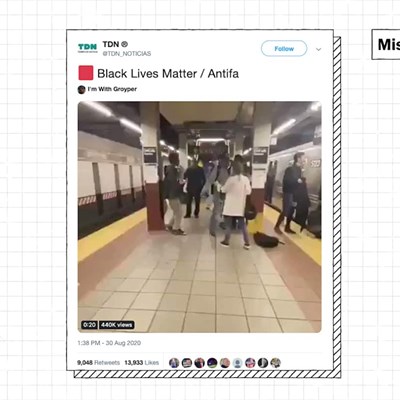 TDN ®
@TDN_NOTICIAS
Follow
TDN
Black Lives Matter / Antifa
I'm With Groyper
0:20
440K views
1:38 PM - 30 Aug 2020
9,048 Retweets 13,933 Likes
Mis